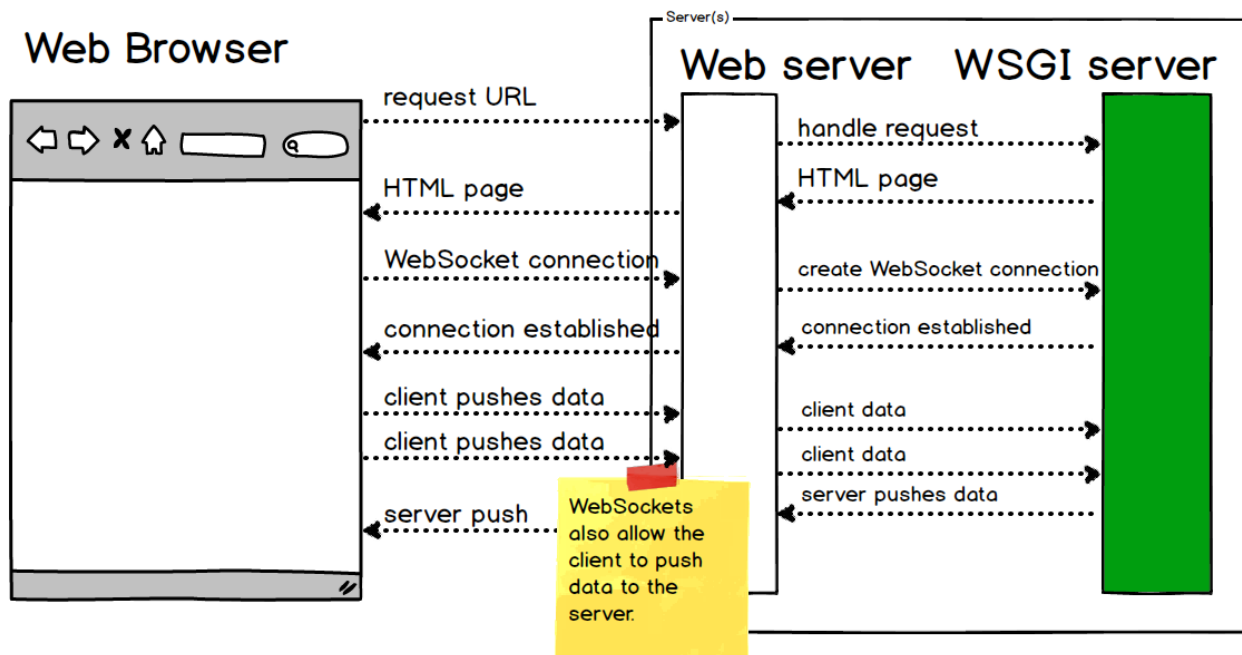 Server(s)
Web Browser
Web server
WSGI server
request URL
handle request
HTML page
HTML page
WebSocket connection
create WebSocket connection
connection established
connection established
client pushes data
client data
client pushes data
client data
server pushes data
server push
WebSockets
also allow the
client to push
data to the
server.